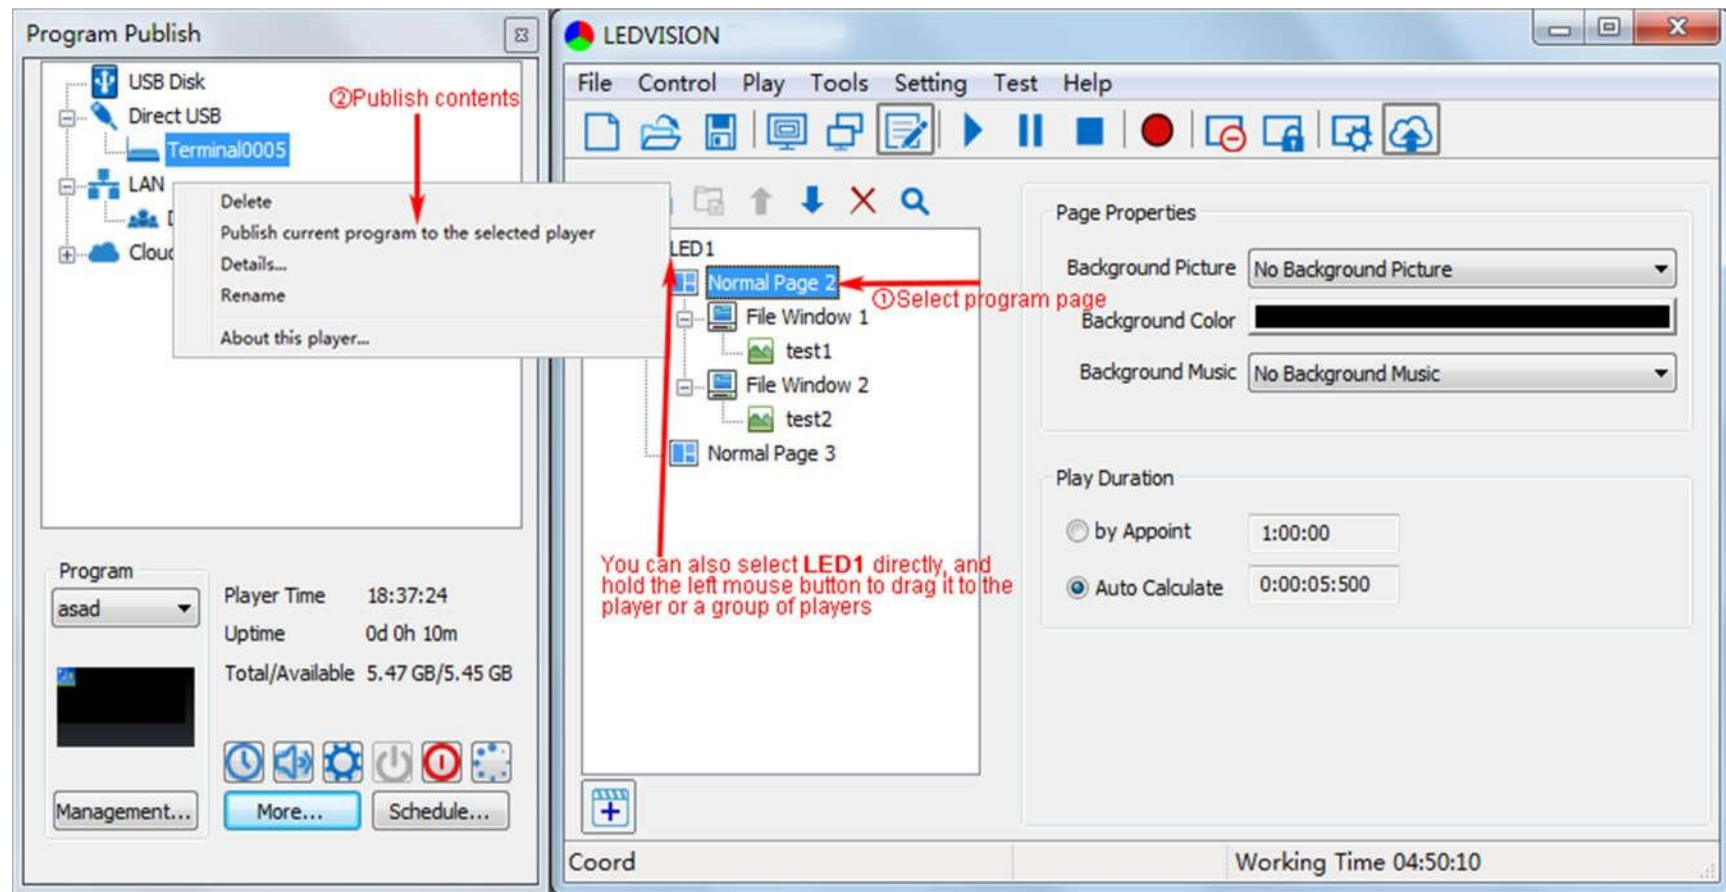 Program Publish
USB Disk
②Publish contents
Direct USB
Terminal0005
LAN
Delete
Publish current program to the selected player
Details...
Rename
About this player...
Program
asad
Player Time 18:37:24
Uptime 0d 0h 10m
Total/Available 5.47 GB/5.45 GB
Management...
More...
Schedule...
LEDVISION
File Control Play Tools Setting Test Help
LED1
Normal Page 2
①Select program page
File Window 1
test1
File Window 2
test2
Normal Page 3
You can also select LED1 directly, and
hold the left mouse button to drag it to the
player or a group of players
Page Properties
Background Picture No Background Picture
Background Color
Background Music No Background Music
Play Duration
by Appoint 1:00:00
Auto Calculate 0:00:05:500
Coord
Working Time 04:50:10